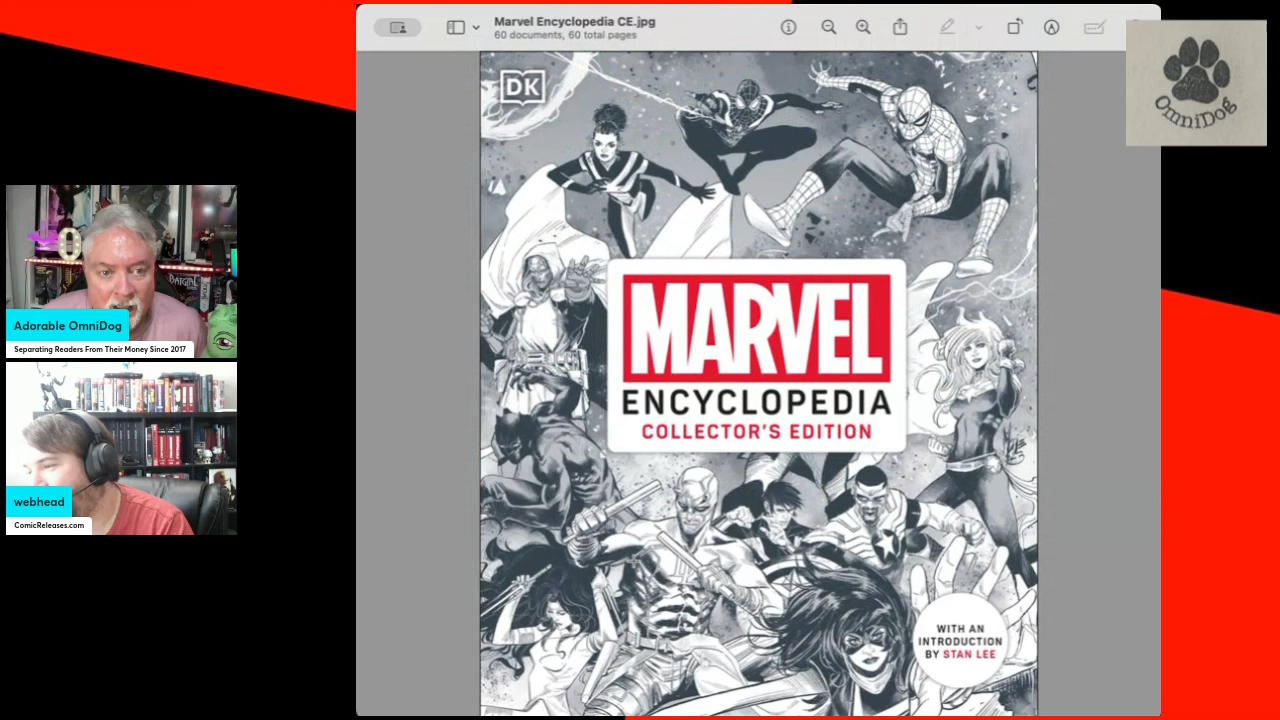 Marvel Encyclopedia CE.jpg
60 documents, 60 total pages
DK
MARVEL
ENCYCLOPEDIA
COLLECTOR'S EDITION
WITH AN
INTRODUCTION
BY STAN LEE
OmniDog
O
BATGIRL
Adorable OmniDog
Separating Readers From Their Money Since 2017
webhead
ComicReleases.com